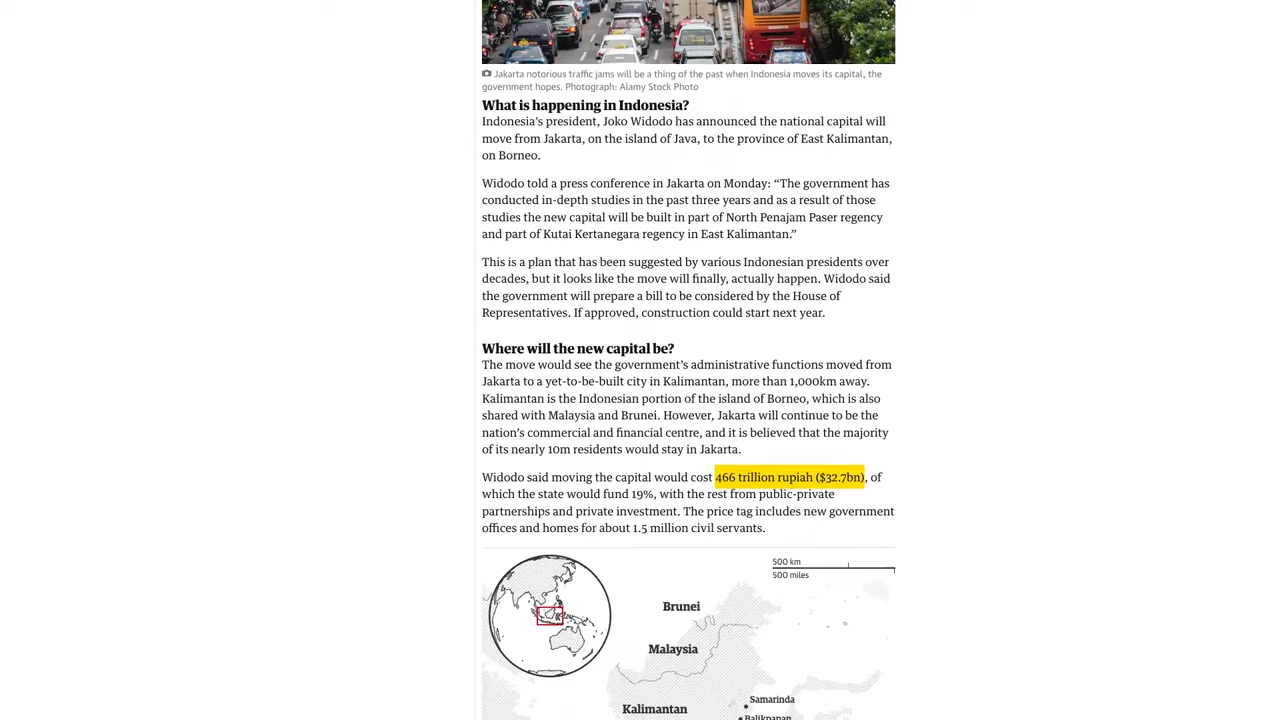 Jakarta notorious traffic jams will be a thing of the past when Indonesia moves its capital, the
government hopes. Photograph: Alamy Stock Photo
What is happening in Indonesia?
Indonesia’s president, Joko Widodo has announced the national capital will
move from Jakarta, on the island of Java, to the province of East Kalimantan,
on Borneo.
Widodo told a press conference in Jakarta on Monday: “The government has
conducted in-depth studies in the past three years and as a result of those
studies the new capital will be built in part of North Penajam Paser regency
and part of Kutai Kertanegara regency in East Kalimantan.”
This is a plan that has been suggested by various Indonesian presidents over
decades, but it looks like the move will finally, actually happen. Widodo said
the government will prepare a bill to be considered by the House of
Representatives. If approved, construction could start next year.
Where will the new capital be?
The move would see the government’s administrative functions moved from
Jakarta to a yet-to-be-built city in Kalimantan, more than 1,000km away.
Kalimantan is the Indonesian portion of the island of Borneo, which is also
shared with Malaysia and Brunei. However, Jakarta will continue to be the
nation’s commercial and financial centre, and it is believed that the majority
of its nearly 10m residents would stay in Jakarta.
Widodo said moving the capital would cost 466 trillion rupiah ($32.7bn), of
which the state would fund 19%, with the rest from public-private
partnerships and private investment. The price tag includes new government
offices and homes for about 1.5 million civil servants.
500 km
500 miles
Brunei
Malaysia
Samarinda
Kalimantan
Balikpapan